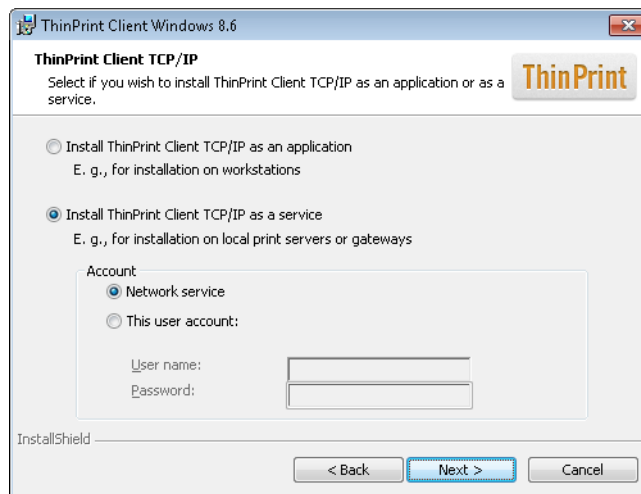 ThinPrint Client Windows 8.6
ThinPrint Client TCP/IP
Select if you wish to install ThinPrint Client TCP/IP as an application or as a
service.
ThinPrint
Install ThinPrint Client TCP/IP as an application
E. g., for installation on workstations
Install ThinPrint Client TCP/IP as a service
E. g., for installation on local print servers or gateways
Account
Network service
This user account:
User name:
Password:
InstallShield
< Back
Next >
Cancel